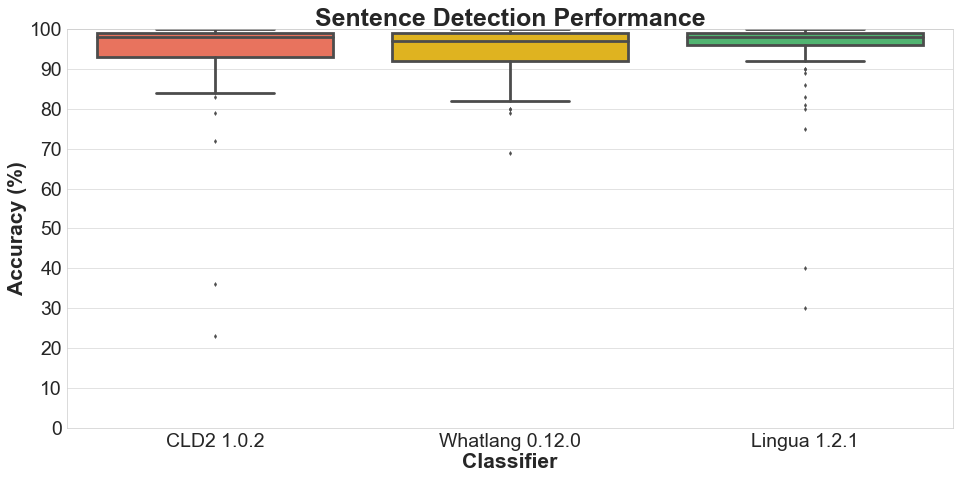 Sentence Detection Performance
100
90
80
70
60
50
40
30
20
10
0
Accuracy (%)
CLD2 1.0.2 Whatlang 0.12.0 Lingua 1.2.1
Classifier